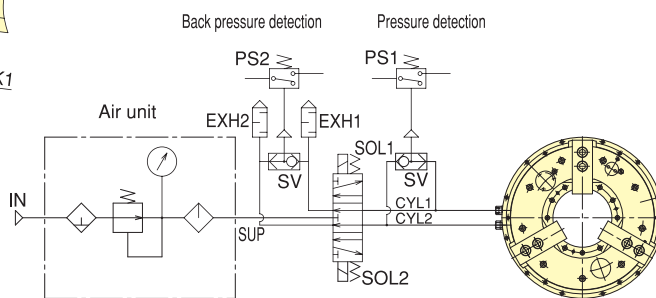 Back pressure detection
Pressure detection
PS2
PS1
K1
Air unit
EXH2
EXH1
SOL1
SV
SV
IN
CYL1
CYL2
SUP
SOL2